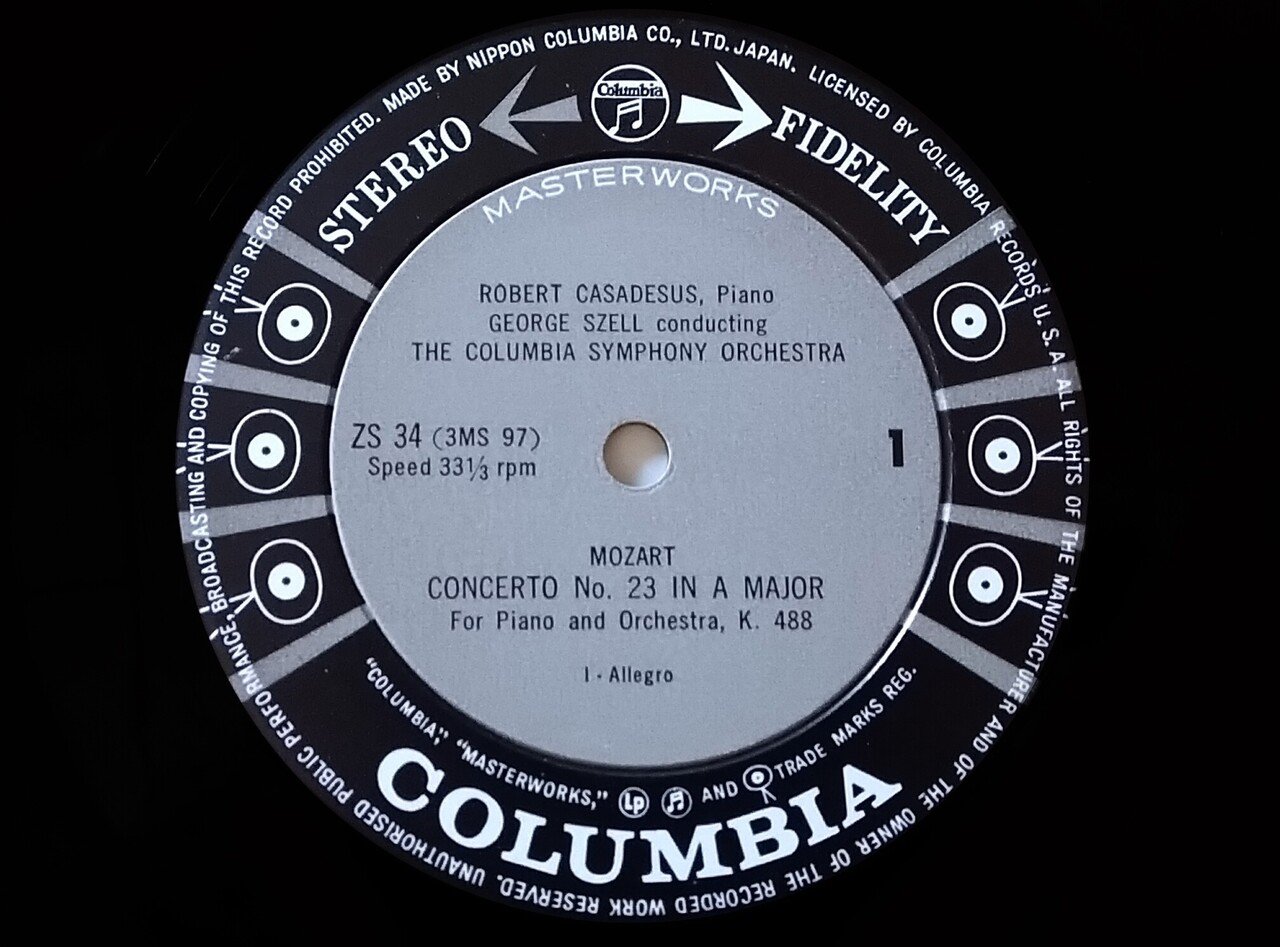 MADE BY NIPPON COLUMBIA CO., LTD. JAPAN. LICENSED BY COLUMBIA RECORDS U. S. A. ALL RIGHTS OF THE MANUFACTURER AND OF THE OWNER OF THE RECORDED WORK RESERVED. UNAUTHORISED PUBLIC PERFORMANCE, BROADCASTING AND COPYING OF THIS RECORD PROHIBITED.
STEREO
Columbia
FIDELITY
MASTERWORKS
ROBERT CASADESUS, Piano
GEORGE SZELL conducting
THE COLUMBIA SYMPHONY ORCHESTRA
ZS 34 (3MS 97)
Speed 33⅓ rpm
1
MOZART
CONCERTO No. 23 IN A MAJOR
For Piano and Orchestra, K. 488
I - Allegro
"COLUMBIA," "MASTERWORKS," Lp AND TRADE MARKS REG.
COLUMBIA